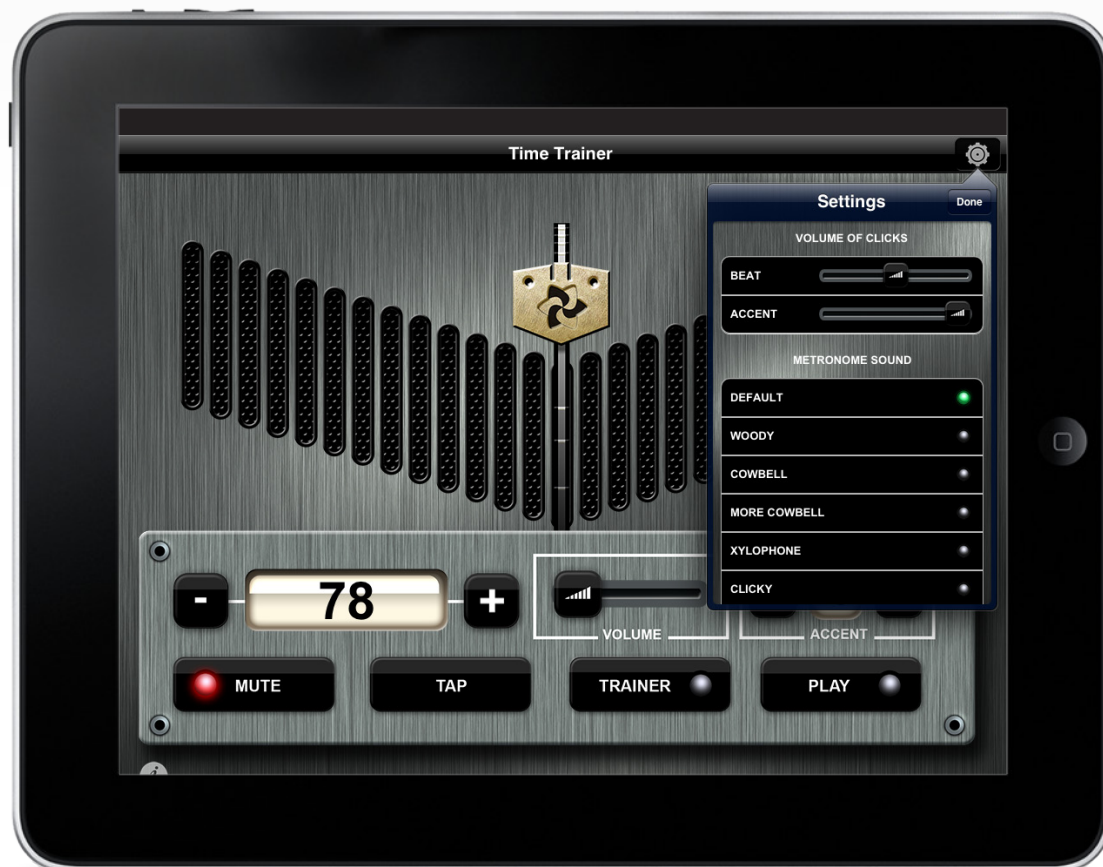 Time Trainer
Settings
Done
VOLUME OF CLICKS
BEAT
ACCENT
METRONOME SOUND
DEFAULT
WOODY
COWBELL
MORE COWBELL
XYLOPHONE
CLICKY
- 78 +
VOLUME
ACCENT
MUTE
TAP
TRAINER
PLAY
i